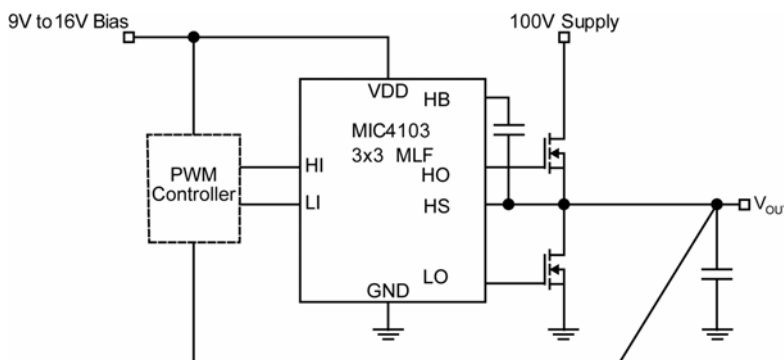 9V to 16V Bias
100V Supply
VDD
HB
MIC4103
3x3 MLF
PWM
Controller
HI
HO
LI
HS
VOUT
LO
GND